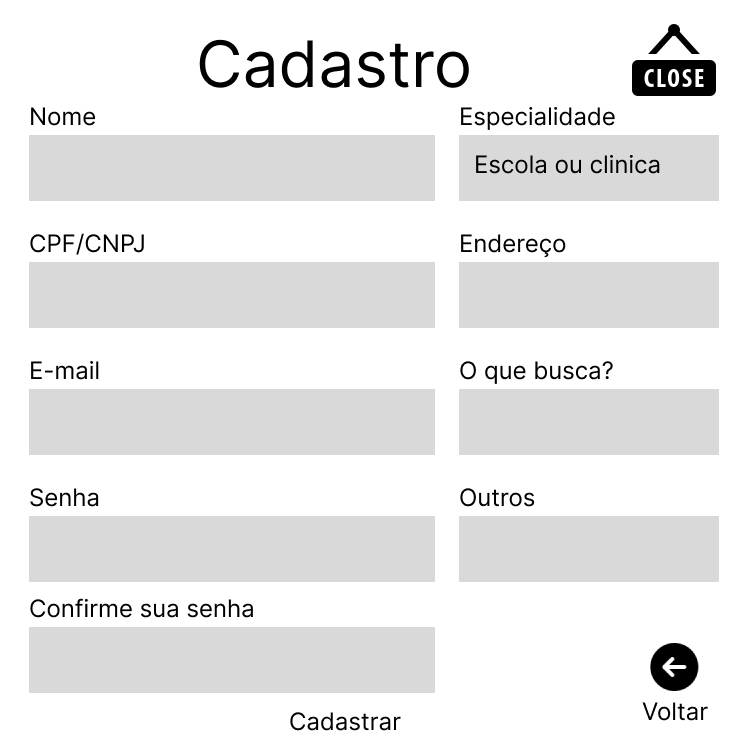 Cadastro
CLOSE
Nome
Especialidade
Escola ou clinica
CPF/CNPJ
Endereço
E-mail
O que busca?
Senha
Outros
Confirme sua senha
Voltar
Cadastrar